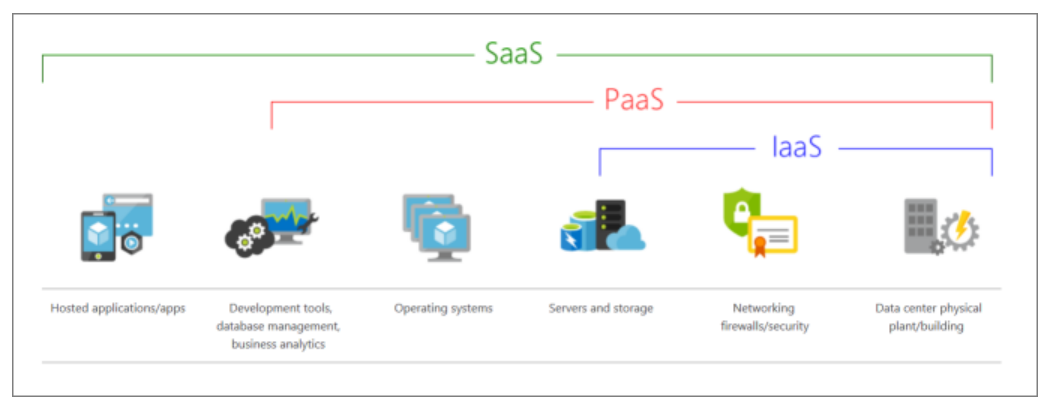 SaaS
PaaS
IaaS
Hosted applications/apps
Development tools,
database management,
business analytics
Operating systems
Servers and storage
Networking
firewalls/security
Data center physical
plant/building